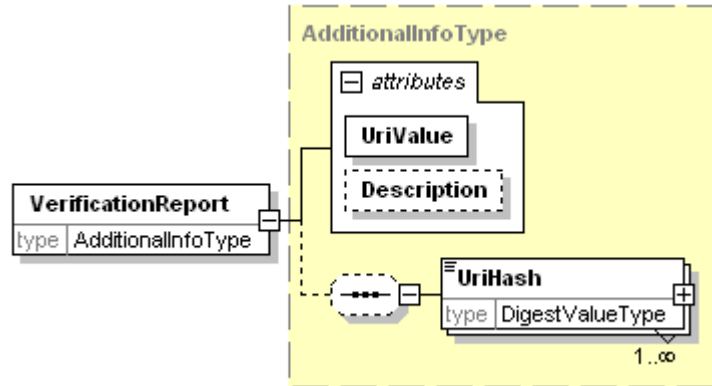 AdditionalInfoType
attributes
UriValue
Description
VerificationReport
type AdditionalInfoType
UriHash
type DigestValueType
1..∞